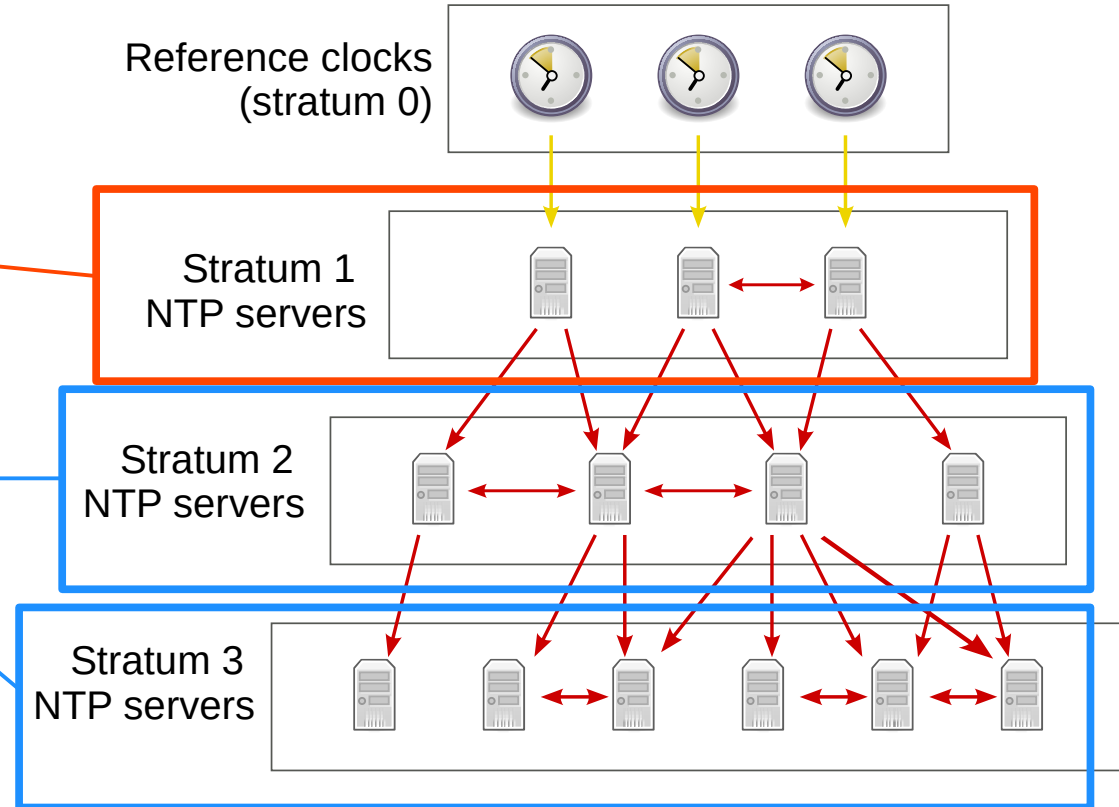 Reference clocks
(stratum 0)
Stratum 1
NTP servers
Stratum 2
NTP servers
Stratum 3
NTP servers